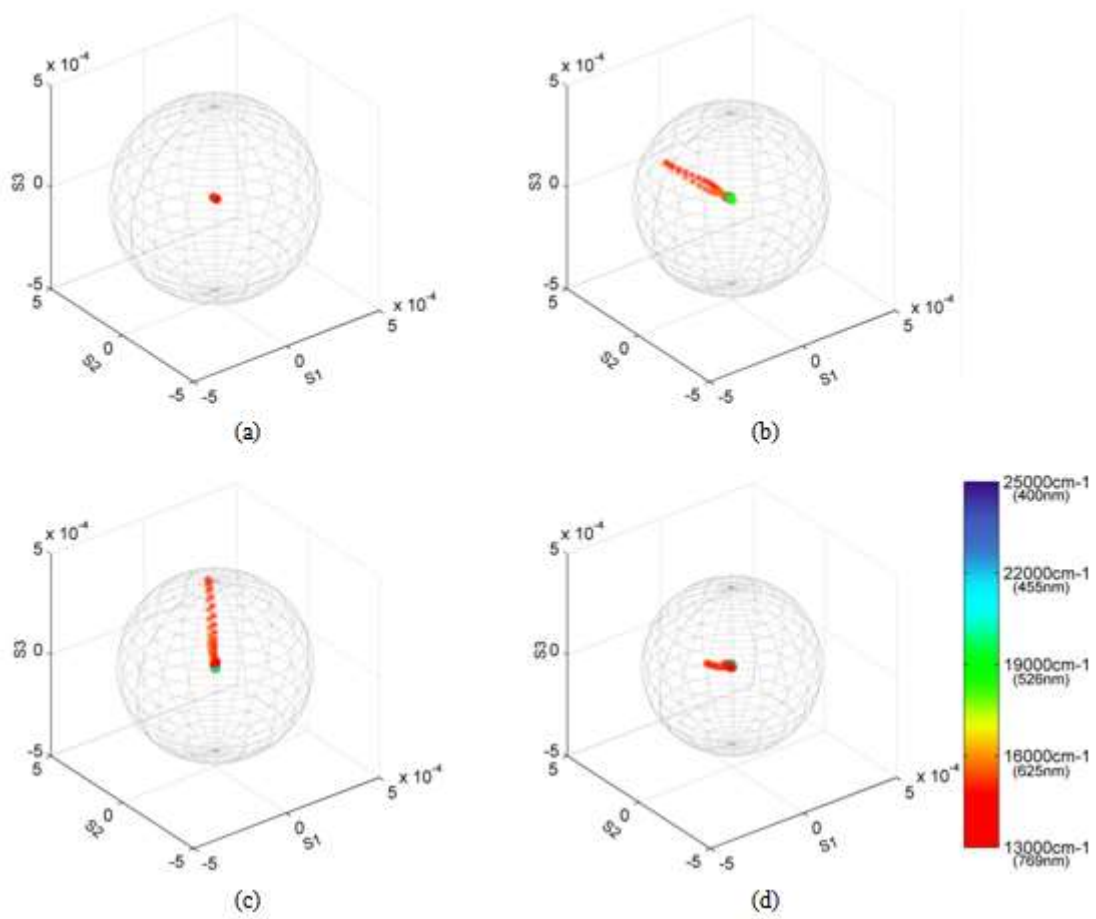 x 10-4
x 10-4
5
5
S3
0
S3
0
-5
5
x 10-4
-5
5
x 10-4
5
5
0
0
S2
0
S2
0
S1
S1
-5
-5
-5
-5
(a)
(b)
x 10-4
x 10-4
25000cm-1
(400nm)
5
5
22000cm-1
(455nm)
S3
0
S3
0
19000cm-1
(526nm)
-5
5
x 10-4
-5
5
x 10-4
16000cm-1
(625nm)
5
5
0
0
S2
0
S2
0
S1
S1
-5
-5
-5
-5
13000cm-1
(769nm)
(c)
(d)